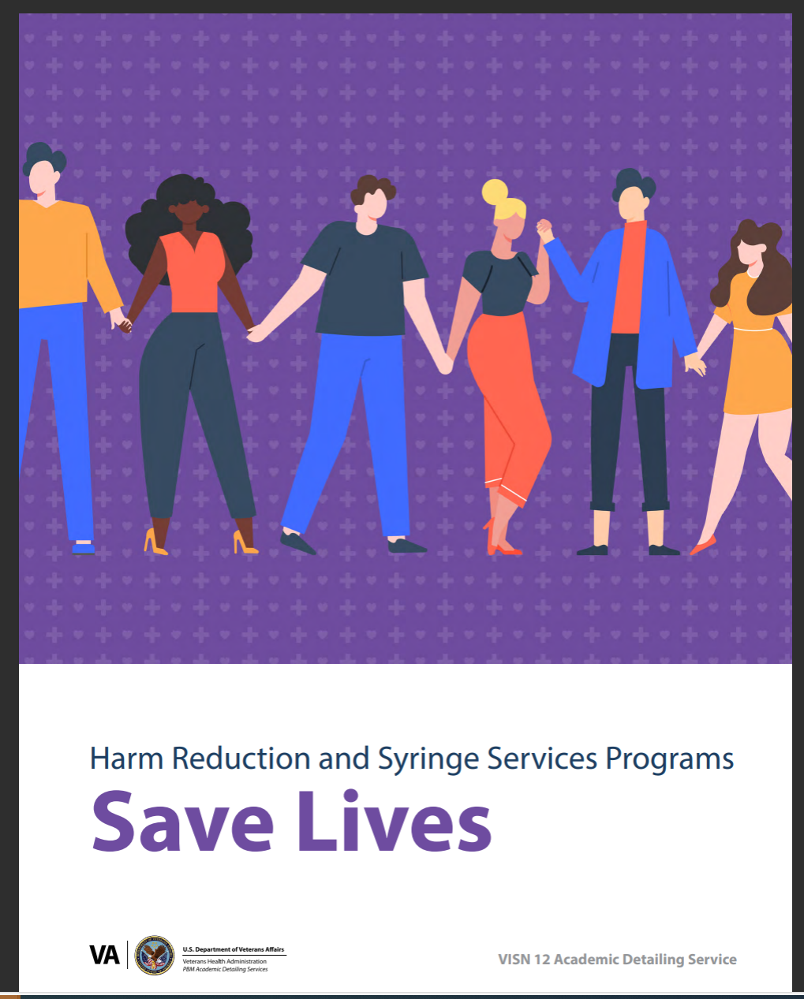 Harm Reduction and Syringe Services Programs
Save Lives
VA
U.S. Department of Veterans Affairs
Veterans Health Administration
PBM Academic Detailing Services
VISN 12 Academic Detailing Service